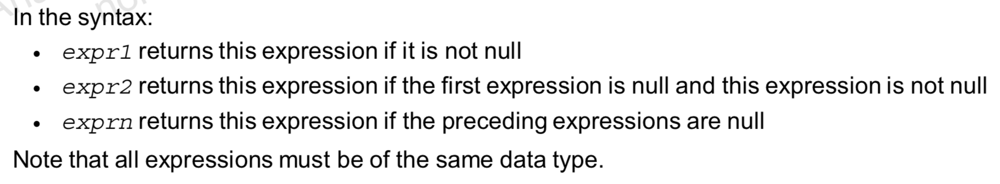 In the syntax:
• expr1 returns this expression if it is not null
• expr2 returns this expression if the first expression is null and this expression is not null
• exprn returns this expression if the preceding expressions are null
Note that all expressions must be of the same data type.